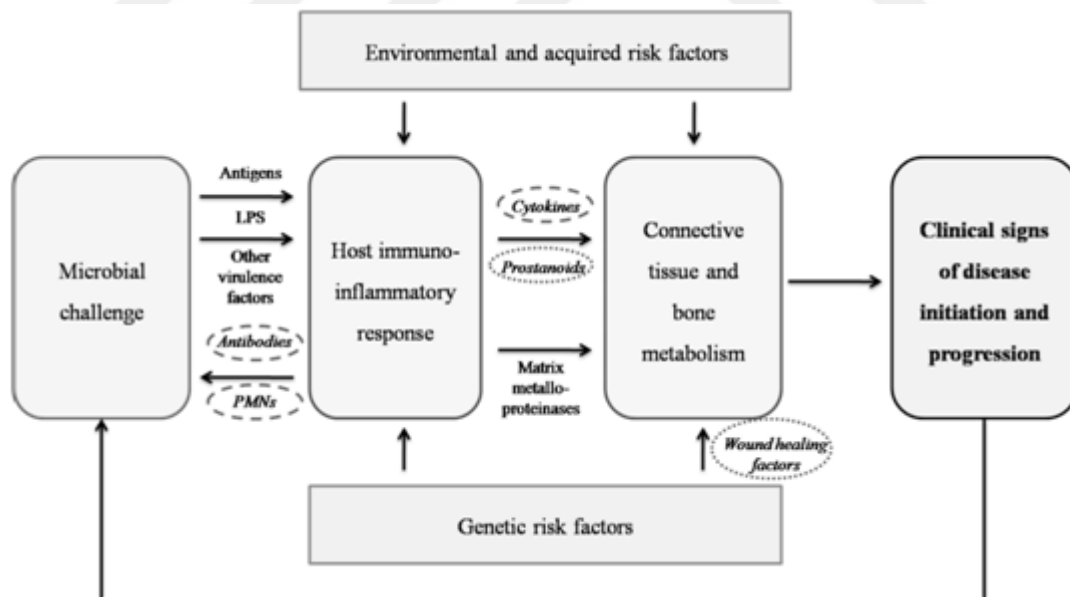 Environmental and acquired risk factors
Microbial
challenge
Antigens
LPS
Other
virulence
factors
Antibodies
PMNs
Host immuno-
inflammatory
response
Cytokines
Prostanoids
Matrix
metallo-
proteinases
Connective
tissue and
bone
metabolism
Clinical signs
of disease
initiation and
progression
Wound healing
factors
Genetic risk factors